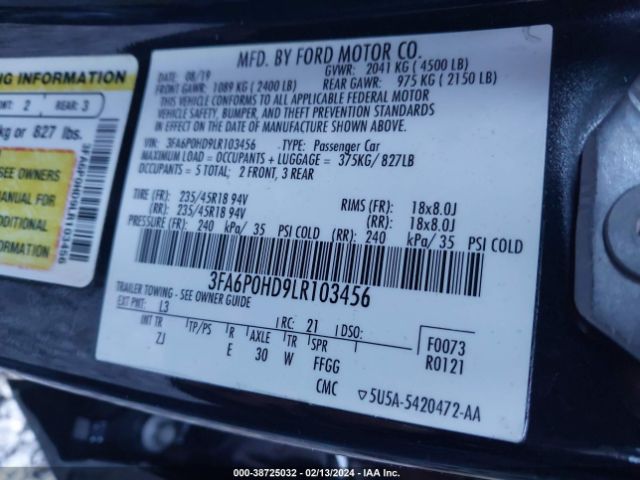 NG INFORMATION
ONT: 2 REAR: 3
kg or 827 lbs.
SEE OWNERS
MANUAL FOR
ADDITIONAL
INFORMATION
3FA6P0HD9LR103456
MFD. BY FORD MOTOR CO.
DATE: 08/19 GVWR: 2041 KG ( 4500 LB)
FRONT GAWR: 1089 KG ( 2400 LB) REAR GAWR: 975 KG ( 2150 LB)
THIS VEHICLE CONFORMS TO ALL APPLICABLE FEDERAL MOTOR
VEHICLE SAFETY, BUMPER, AND THEFT PREVENTION STANDARDS
IN EFFECT ON THE DATE OF MANUFACTURE SHOWN ABOVE.
VIN: 3FA6P0HD9LR103456 TYPE: Passenger Car
MAXIMUM LOAD = OCCUPANTS + LUGGAGE = 375KG/ 827LB
OCCUPANTS = 5 TOTAL; 2 FRONT, 3 REAR
TIRE (FR): 235/45R18 94V RIMS (FR): 18x8.0J
(RR): 235/45R18 94V (RR): 18x8.0J
PRESSURE (FR): 240 kPa/ 35 PSI COLD (RR): 240 kPa/ 35 PSI COLD
3FA6P0HD9LR103456
TRAILER TOWING - SEE OWNER GUIDE
EXT PNT: L3 RC: 21 DSO:
INT TR TP/PS R AXLE TR SPR F0073
ZJ E 30 W FFGG R0121
CMC 5U5A-5420472-AA
000-38725032 - 02/13/2024 - IAA Inc.